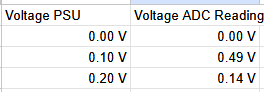 Voltage PSU Voltage ADC Reading
0.00 V 0.00 V
0.10 V 0.49 V
0.20 V 0.14 V